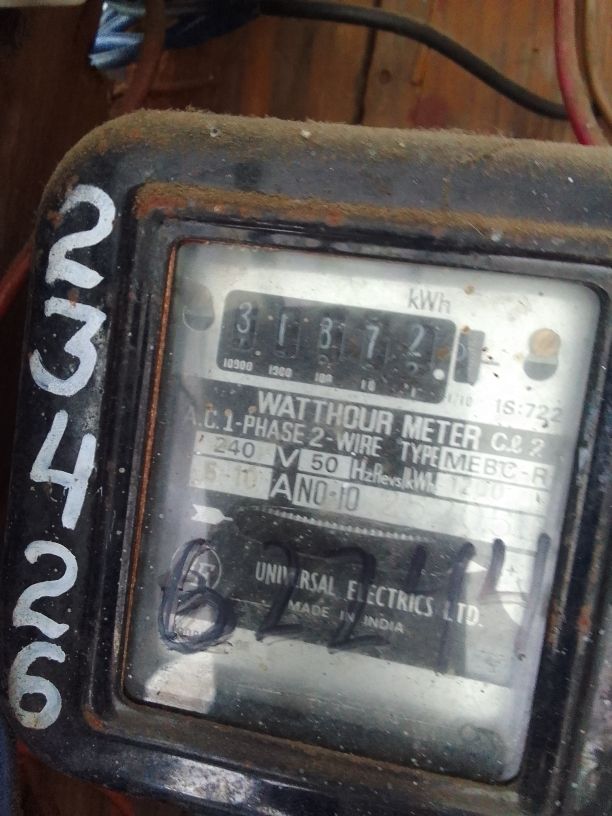 23426
kWh
31872
10000 1000 100 10 1 1/10
IS:722
WATTHOUR METER Cℓ 2
A.C. 1-PHASE 2-WIRE TYPE MEBC-R
240 V 50 Hz Revs/kWh 1200
5-10 A NO-10
UNIVERSAL ELECTRICS LTD.
MADE IN INDIA